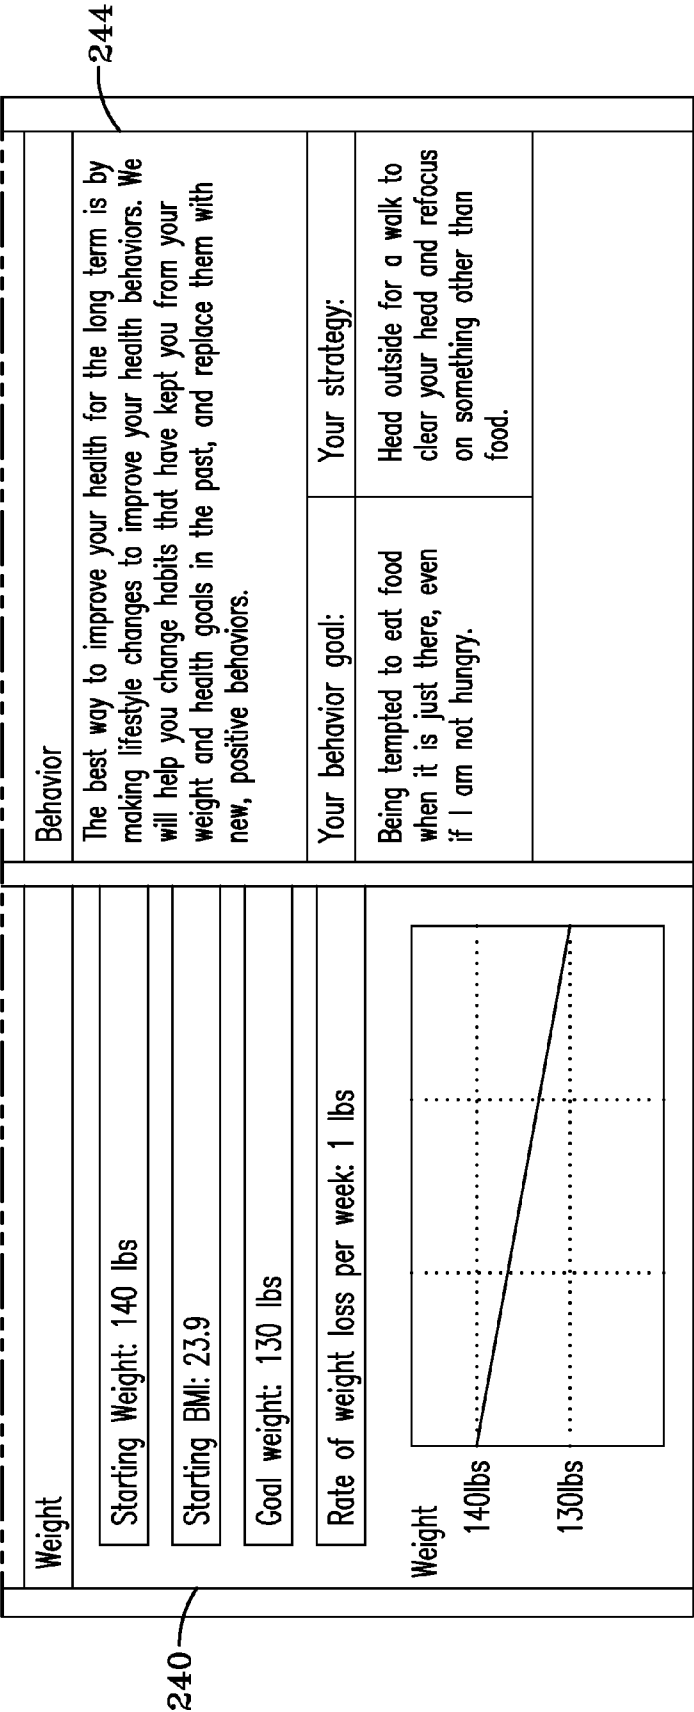 Weight
Starting Weight: 140 lbs
Starting BMI: 23.9
Goal weight: 130 lbs
Rate of weight loss per week: 1 lbs
Weight
140lbs
130lbs
240
Behavior
The best way to improve your health for the long term is by
making lifestyle changes to improve your health behaviors. We
will help you change habits that have kept you from your
weight and health goals in the past, and replace them with
new, positive behaviors.
Your behavior goal:
Being tempted to eat food
when it is just there, even
if I am not hungry.
Your strategy:
Head outside for a walk to
clear your head and refocus
on something other than
food.
244